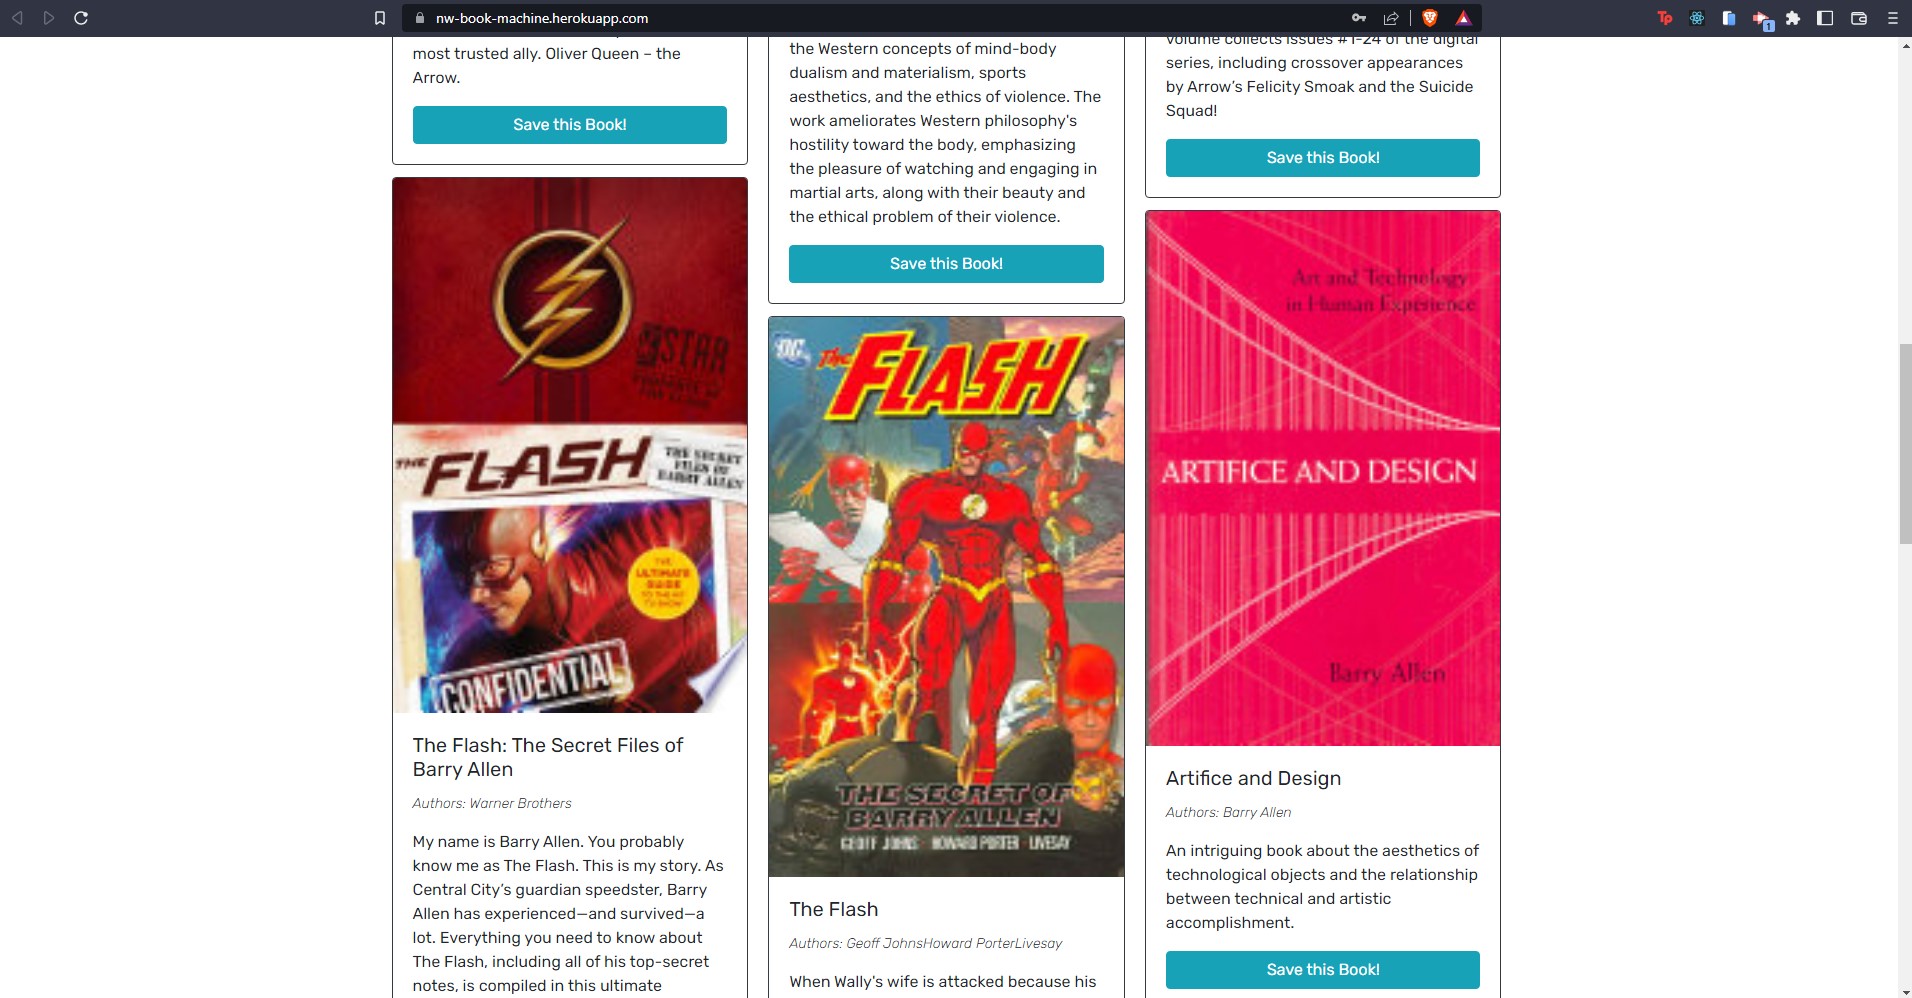 nw-book-machine.herokuapp.com
Tp
1
most trusted ally. Oliver Queen – the
Arrow.
Save this Book!
STAR
THE FLASH
THE SECRET
FILES OF
BARRY ALLEN
THE
ULTIMATE
GUIDE
TO THE HIT
TV SHOW
CONFIDENTIAL
The Flash: The Secret Files of
Barry Allen
Authors: Warner Brothers
My name is Barry Allen. You probably
know me as The Flash. This is my story. As
Central City’s guardian speedster, Barry
Allen has experienced—and survived—a
lot. Everything you need to know about
The Flash, including all of his top-secret
notes, is compiled in this ultimate
the Western concepts of mind-body
dualism and materialism, sports
aesthetics, and the ethics of violence. The
work ameliorates Western philosophy's
hostility toward the body, emphasizing
the pleasure of watching and engaging in
martial arts, along with their beauty and
the ethical problem of their violence.
Save this Book!
DC
The FLASH
THE SECRET OF
BARRY ALLEN
GEOFF JOHNS HOWARD PORTER LIVESAY
The Flash
Authors: Geoff JohnsHoward PorterLivesay
When Wally's wife is attacked because his
volume collects issues #1-24 of the digital
series, including crossover appearances
by Arrow’s Felicity Smoak and the Suicide
Squad!
Save this Book!
Art and Technology
in Human Experience
ARTIFICE AND DESIGN
Barry Allen
Artifice and Design
Authors: Barry Allen
An intriguing book about the aesthetics of
technological objects and the relationship
between technical and artistic
accomplishment.
Save this Book!